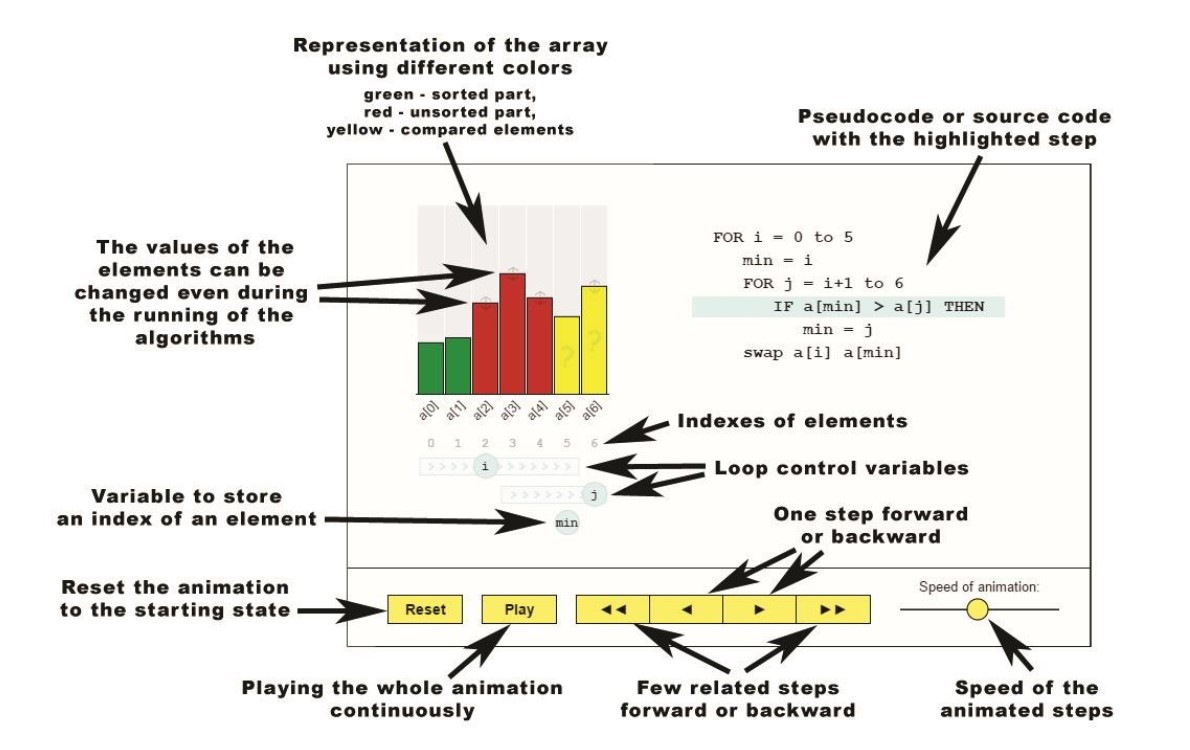 Representation of the array
using different colors
green - sorted part,
red - unsorted part,
yellow - compared elements
Pseudocode or source code
with the highlighted step
The values of the
elements can be
changed even during
the running of the
algorithms
FOR i = 0 to 5
min = i
FOR j = i+1 to 6
IF a[min] > a[j] THEN
min = j
swap a[i] a[min]
? ?
a[0] a[1] a[2] a[3] a[4] a[5] a[6]
0 1 2 3 4 5 6
Indexes of elements
i
Loop control variables
j
Variable to store
an index of an element
min
One step forward
or backward
Reset the animation
to the starting state
Reset
Play
Speed of animation:
Playing the whole animation
continuously
Few related steps
forward or backward
Speed of the
animated steps